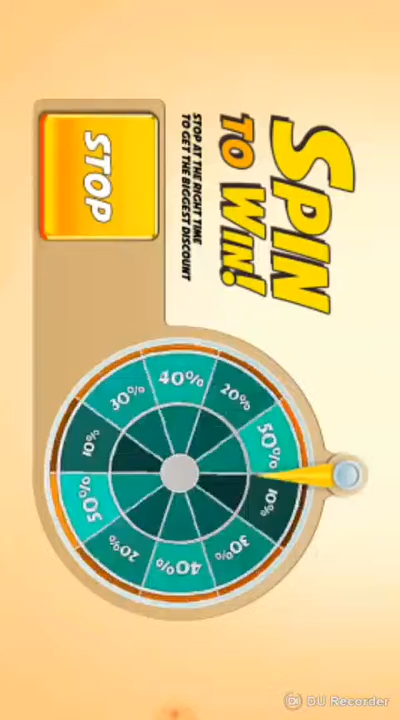 SPIN
TO WIN!
STOP AT THE RIGHT TIME
TO GET THE BIGGEST DISCOUNT
STOP
50%
20%
40%
30%
10%
50%
20%
40%
30%
10%
DU Recorder